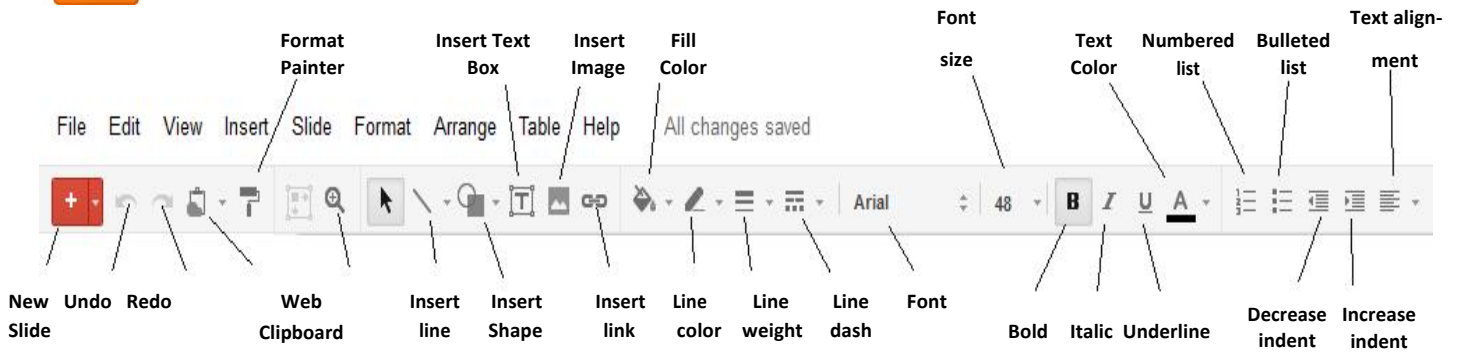 Font
size
Text align-
ment
Format
Painter
Insert Text
Box
Insert
Image
Fill
Color
Text
Color
Numbered
list
Bulleted
list
File Edit View Insert Slide Format Arrange Table Help All changes saved
Arial 48 B I U A
New
Slide
Undo
Redo
Web
Clipboard
Insert
line
Insert
Shape
Insert
link
Line
color
Line
weight
Line
dash
Font
Bold
Italic
Underline
Decrease
indent
Increase
indent